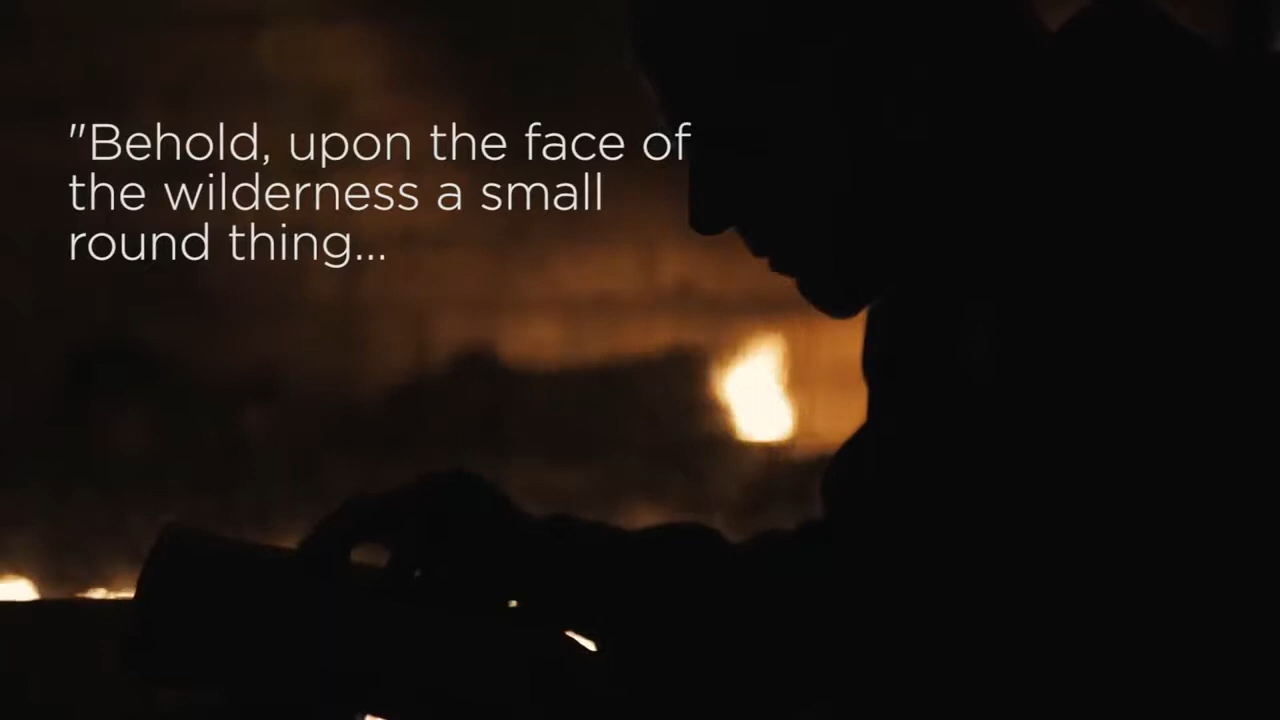 "Behold, upon the face of
the wilderness a small
round thing...